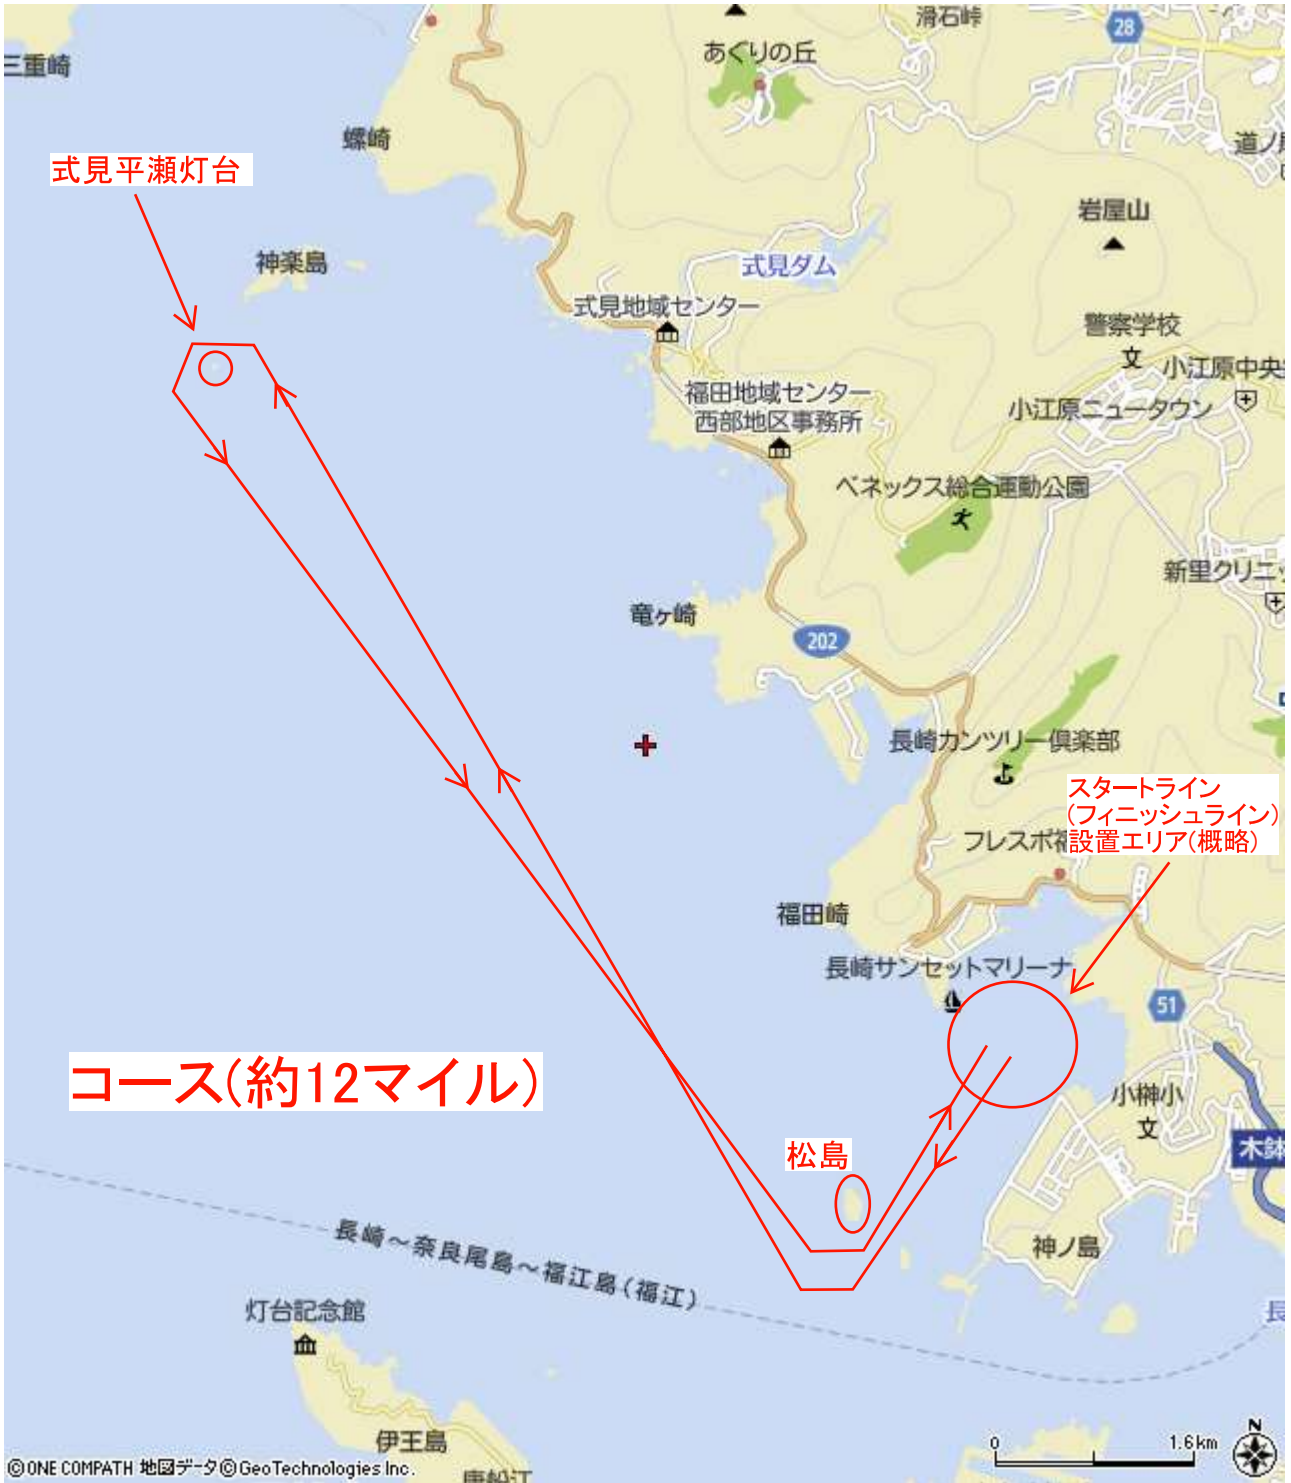 滑石峠
28
三重崎
あぐりの丘
螺崎
道ノ
式見平瀬灯台
岩屋山
神楽島
式見ダム
式見地域センター
警察学校
文
小江原中央
福田地域センター
西部地区事務所
小江原ニュータウン
ベネックス総合運動公園
新里クリニッ
竜ヶ崎
202
長崎カンツリー倶楽部
スタートライン
(フィニッシュライン)
設置エリア(概略)
フレスポ福
福田崎
長崎サンセットマリーナ
51
コース(約12マイル)
小榊小
文
木鉢
松島
長崎～奈良尾島～福江島(福江)
神ノ島
灯台記念館
長
伊王島
0 1.6km
N
©ONE COMPATH 地図データ©GeoTechnologies Inc.